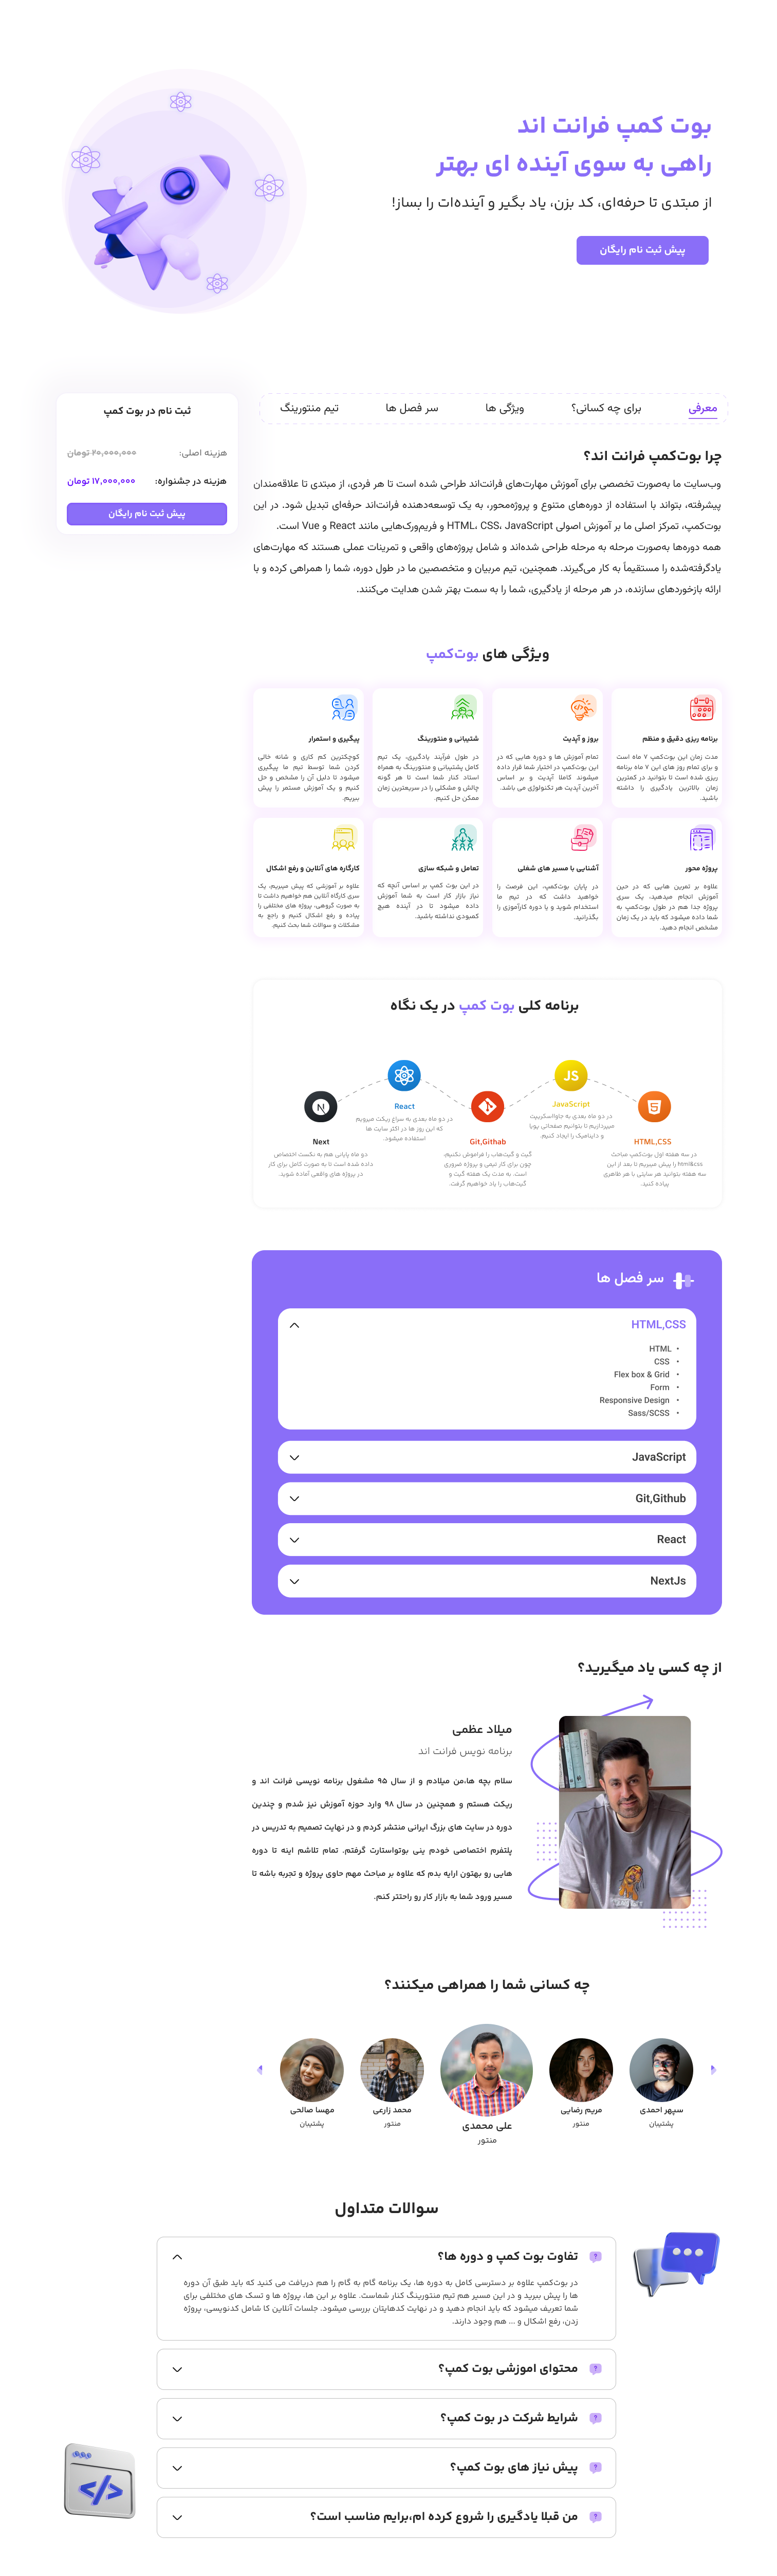 بوت کمپ فرانت اند
راهی به سوی آینده ای بهتر
از مبتدی تا حرفه‌ای، کد بزن، یاد بگیر و آینده‌ات را بساز!
پیش ثبت نام رایگان
معرفی
برای چه کسانی؟
ویژگی ها
سر فصل ها
تیم منتورینگ
ثبت نام در بوت کمپ
هزینه اصلی:
۲۰,۰۰۰,۰۰۰ تومان
هزینه در جشنواره:
۱۷,۰۰۰,۰۰۰ تومان
پیش ثبت نام رایگان
چرا بوت‌کمپ فرانت اند؟
وب‌سایت ما به‌صورت تخصصی برای آموزش مهارت‌های فرانت‌اند طراحی شده است تا هر فردی، از مبتدی تا علاقه‌مندان
پیشرفته، بتواند با استفاده از دوره‌های متنوع و پروژه‌محور، به یک توسعه‌دهنده فرانت‌اند حرفه‌ای تبدیل شود. در این
بوت‌کمپ، تمرکز اصلی ما بر آموزش اصولی HTML، CSS، JavaScript و فریم‌ورک‌هایی مانند React و Vue است.
همه دوره‌ها به‌صورت مرحله به مرحله طراحی شده‌اند و شامل پروژه‌های واقعی و تمرینات عملی هستند که مهارت‌های
یادگرفته‌شده را مستقیماً به کار می‌گیرند. همچنین، تیم مربیان و متخصصین ما در طول دوره، شما را همراهی کرده و با
ارائه بازخوردهای سازنده، در هر مرحله از یادگیری، شما را به سمت بهتر شدن هدایت می‌کنند.
ویژگی های بوت‌کمپ
برنامه ریزی دقیق و منظم
مدت زمان این بوت‌کمپ ۷ ماه است
و برای تمام روز های این ۷ ماه برنامه
ریزی شده است تا بتوانید در کمترین
زمان بالاترین یادگیری را داشته
باشید.
بروز و آپدیت
تمام آموزش ها و دوره هایی که در
این بوت‌کمپ در اختیار شما قرار داده
میشوند کاملا آپدیت و بر اساس
آخرین آپدیت هر تکنولوژی می باشد.
شتیبانی و منتورینگ
در طول فرآیند یادگیری، یک تیم
کامل پشتیبانی و منتورینگ به همراه
استاد کنار شما است تا هر گونه
چالش و مشکلی را در سریعترین زمان
ممکن حل کنیم.
پیگیری و استمرار
کوچکترین کم کاری و شانه خالی
کردن شما توسط تیم ما پیگیری
میشود تا دلیل آن را مشخص و حل
کنیم و یک آموزش مستمر را پیش
ببریم.
پروژه محور
علاوه بر تمرین هایی که در حین
آموزش انجام میدهید، یک سری
پروژه جدا هم در طول بوت‌کمپ به
شما داده میشود که باید در یک زمان
مشخص انجام دهید.
آشنایی با مسیر های شغلی
در پایان بوت‌کمپ، این فرصت را
خواهید داشت که در تیم ما
استخدام شوید و یا دوره کارآموزی را
بگذرانید.
تعامل و شبکه سازی
در این بوت کمپ بر اساس آنچه که
نیاز بازار کار است به شما آموزش
داده میشود تا در آینده هیچ
کمبودی نداشته باشید.
کارگاره های آنلاین و رفع اشکال
علاوه بر آموزشی که پیش میبریم، یک
سری کارگاه آنلاین هم خواهیم داشت تا
به صورت گروهی، پروژه های مختلفی را
پیاده و رفع اشکال کنیم و راجع به
مشکلات و سوالات شما بحث کنیم.
برنامه کلی بوت کمپ در یک نگاه
HTML,CSS
در سه هفته اول بوت‌کمپ مباحث
html&css را پیش میبریم تا بعد از این
سه هفته بتوانید هر سایتی با هر ظاهری
پیاده کنید.
JS
JavaScript
در دو ماه بعدی به جاوااسکریپت
میپردازیم تا بتوانیم صفحاتی پویا
و داینامیک را ایجاد کنیم.
Git,Githab
گیت و گیت‌هاب را فراموش نکنیم،
چون برای کار تیمی و پروژه ضروری
است. به مدت یک هفته گیت و
گیت‌هاب را یاد خواهیم گرفت.
React
در دو ماه بعدی به سراغ ریکت میرویم
که این روز ها در اکثر سایت ها
استفاده میشود.
N
Next
دو ماه پایانی هم به نکست اختصاص
داده شده است تا به صورت کامل برای کار
در پروژه های واقعی آماده شوید.
سر فصل ها
HTML,CSS
• HTML
• CSS
• Flex box & Grid
• Form
• Responsive Design
• Sass/SCSS
JavaScript
Git,Github
React
NextJs
از چه کسی یاد میگیرید؟
میلاد عظمی
برنامه نویس فرانت اند
سلام بچه ها،من میلادم و از سال ۹۵ مشغول برنامه نویسی فرانت اند و
ریکت هستم و همچنین در سال ۹۸ وارد حوزه آموزش نیز شدم و چندین
دوره در سایت های بزرگ ایرانی منتشر کردم و در نهایت تصمیم به تدریس در
پلتفرم اختصاصی خودم ینی بوتواستارت گرفتم. تمام تلاشم اینه تا دوره
هایی رو بهتون ارایه بدم که علاوه بر مباحث مهم حاوی پروژه و تجربه باشه تا
مسیر ورود شما به بازار کار رو راحتتر کنم.
چه کسانی شما را همراهی میکنند؟
سپهر احمدی
پشتیبان
مریم رضایی
منتور
علی محمدی
منتور
محمد زارعی
منتور
مهسا صالحی
پشتیبان
سوالات متداول
تفاوت بوت کمپ و دوره ها؟
در بوت‌کمپ علاوه بر دسترسی کامل به دوره ها، یک برنامه گام به گام را هم دریافت می کنید که باید طبق آن دوره
ها را پیش ببرید و در این مسیر هم تیم منتورینگ کنار شماست. علاوه بر این ها، پروژه ها و تسک های مختلفی برای
شما تعریف میشود که باید انجام دهید و در نهایت کدهایتان بررسی میشود. جلسات آنلاین کا شامل کدنویسی، پروژه
زدن، رفع اشکال و ... هم وجود دارند.
محتوای اموزشی بوت کمپ؟
شرایط شرکت در بوت کمپ؟
پیش نیاز های بوت کمپ؟
من قبلا یادگیری را شروع کرده ام،برایم مناسب است؟